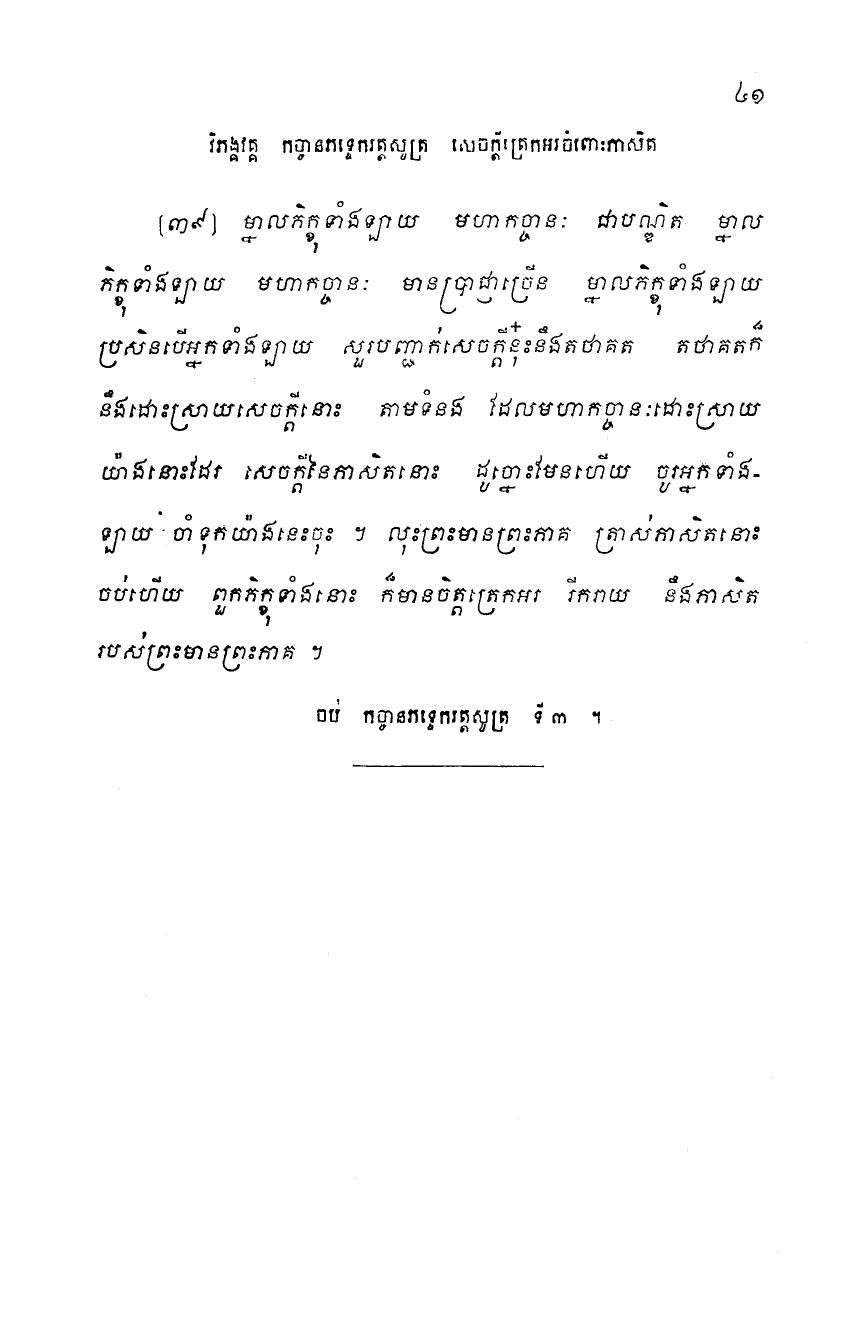 ៤១
វិភង្គវគ្គ កច្ចានភទ្ទេករត្តសូត្រ សេចក្តីត្រេកអរចំពោះភាសិត
[៣៩] ម្នាលភិក្ខុទាំងឡាយ មហាកច្ចានៈ ជាបណ្ឌិត ម្នាល
ភិក្ខុទាំងឡាយ មហាកច្ចានៈ មានប្រាជ្ញាច្រើន ម្នាលភិក្ខុទាំងឡាយ
ប្រសិនបើអ្នកទាំងឡាយ សួរបញ្ជាក់សេចក្តីនុ៎ះនឹងតថាគត តថាគតក៏
នឹងដោះស្រាយសេចក្តីនោះ តាមទំនង ដែលមហាកច្ចានៈដោះស្រាយ
យ៉ាងនោះដែរ សេចក្តីនៃភាសិតនោះ ដូច្នោះមែនហើយ ចូរអ្នកទាំង-
ឡាយ ចាំទុកយ៉ាងនេះចុះ ។ លុះព្រះមានព្រះភាគ ត្រាស់ភាសិតនោះ
ចប់ហើយ ពួកភិក្ខុទាំងនោះ ក៏មានចិត្តត្រេកអរ រីករាយ នឹងភាសិត
របស់ព្រះមានព្រះភាគ ។
ចប់ កច្ចានភទ្ទេករត្តសូត្រ ទី ៣ ។